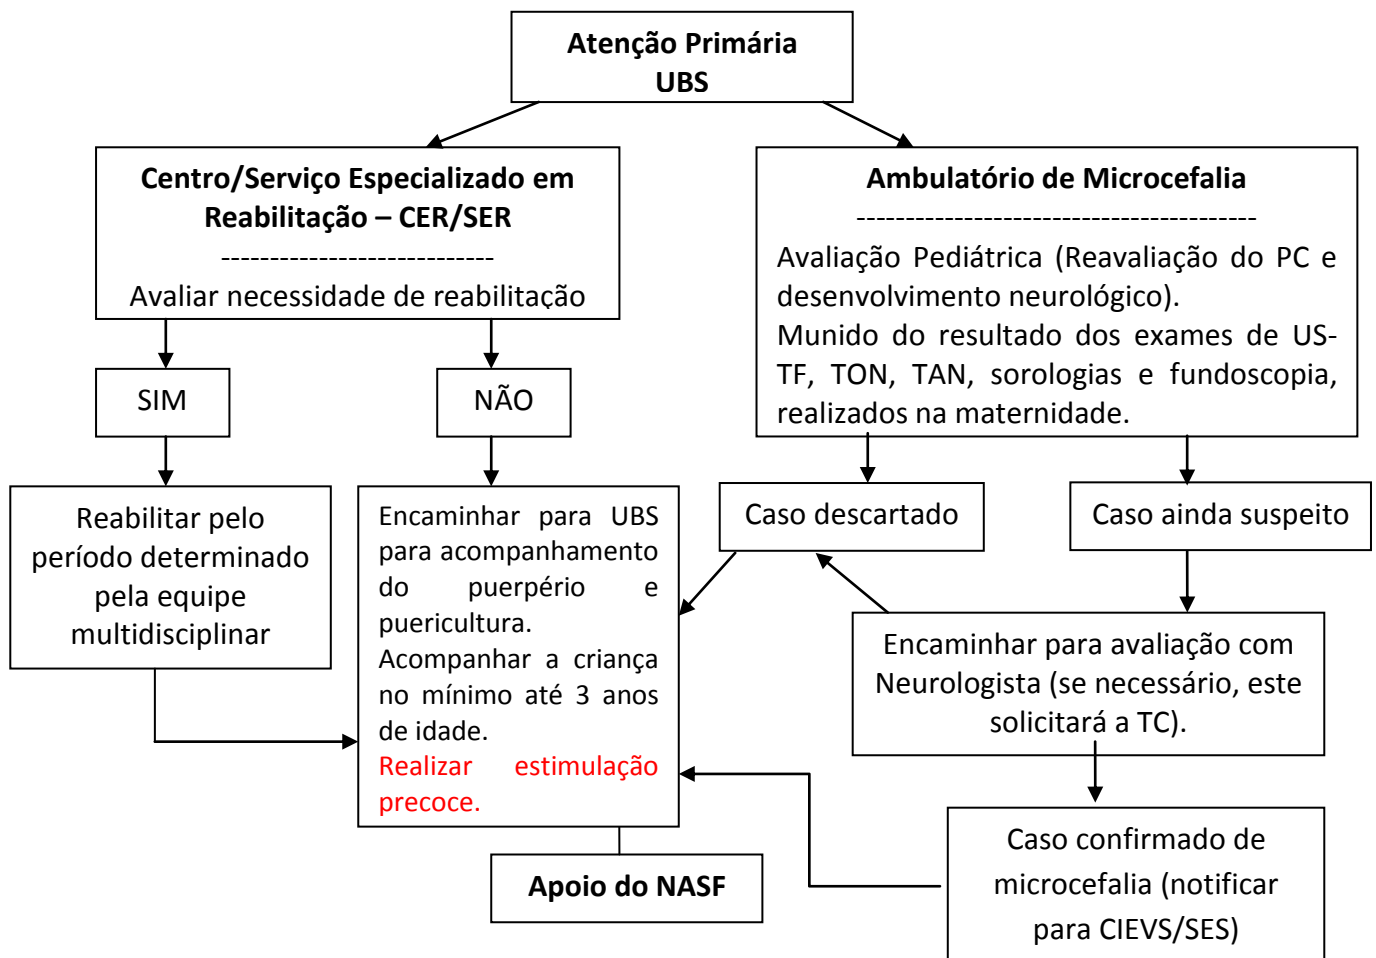 Atenção Primária
UBS
Centro/Serviço Especializado em
Reabilitação – CER/SER
----------------------------
Avaliar necessidade de reabilitação
Ambulatório de Microcefalia
-----------------------------------------
Avaliação Pediátrica (Reavaliação do PC e
desenvolvimento neurológico).
Munido do resultado dos exames de US-
TF, TON, TAN, sorologias e fundoscopia,
realizados na maternidade.
SIM
NÃO
Reabilitar pelo
período determinado
pela equipe
multidisciplinar
Encaminhar para UBS
para acompanhamento
do puerpério e
puericultura.
Acompanhar a criança
no mínimo até 3 anos
de idade.
Realizar estimulação
precoce.
Apoio do NASF
Caso descartado
Caso ainda suspeito
Encaminhar para avaliação com
Neurologista (se necessário, este
solicitará a TC).
Caso confirmado de
microcefalia (notificar
para CIEVS/SES)